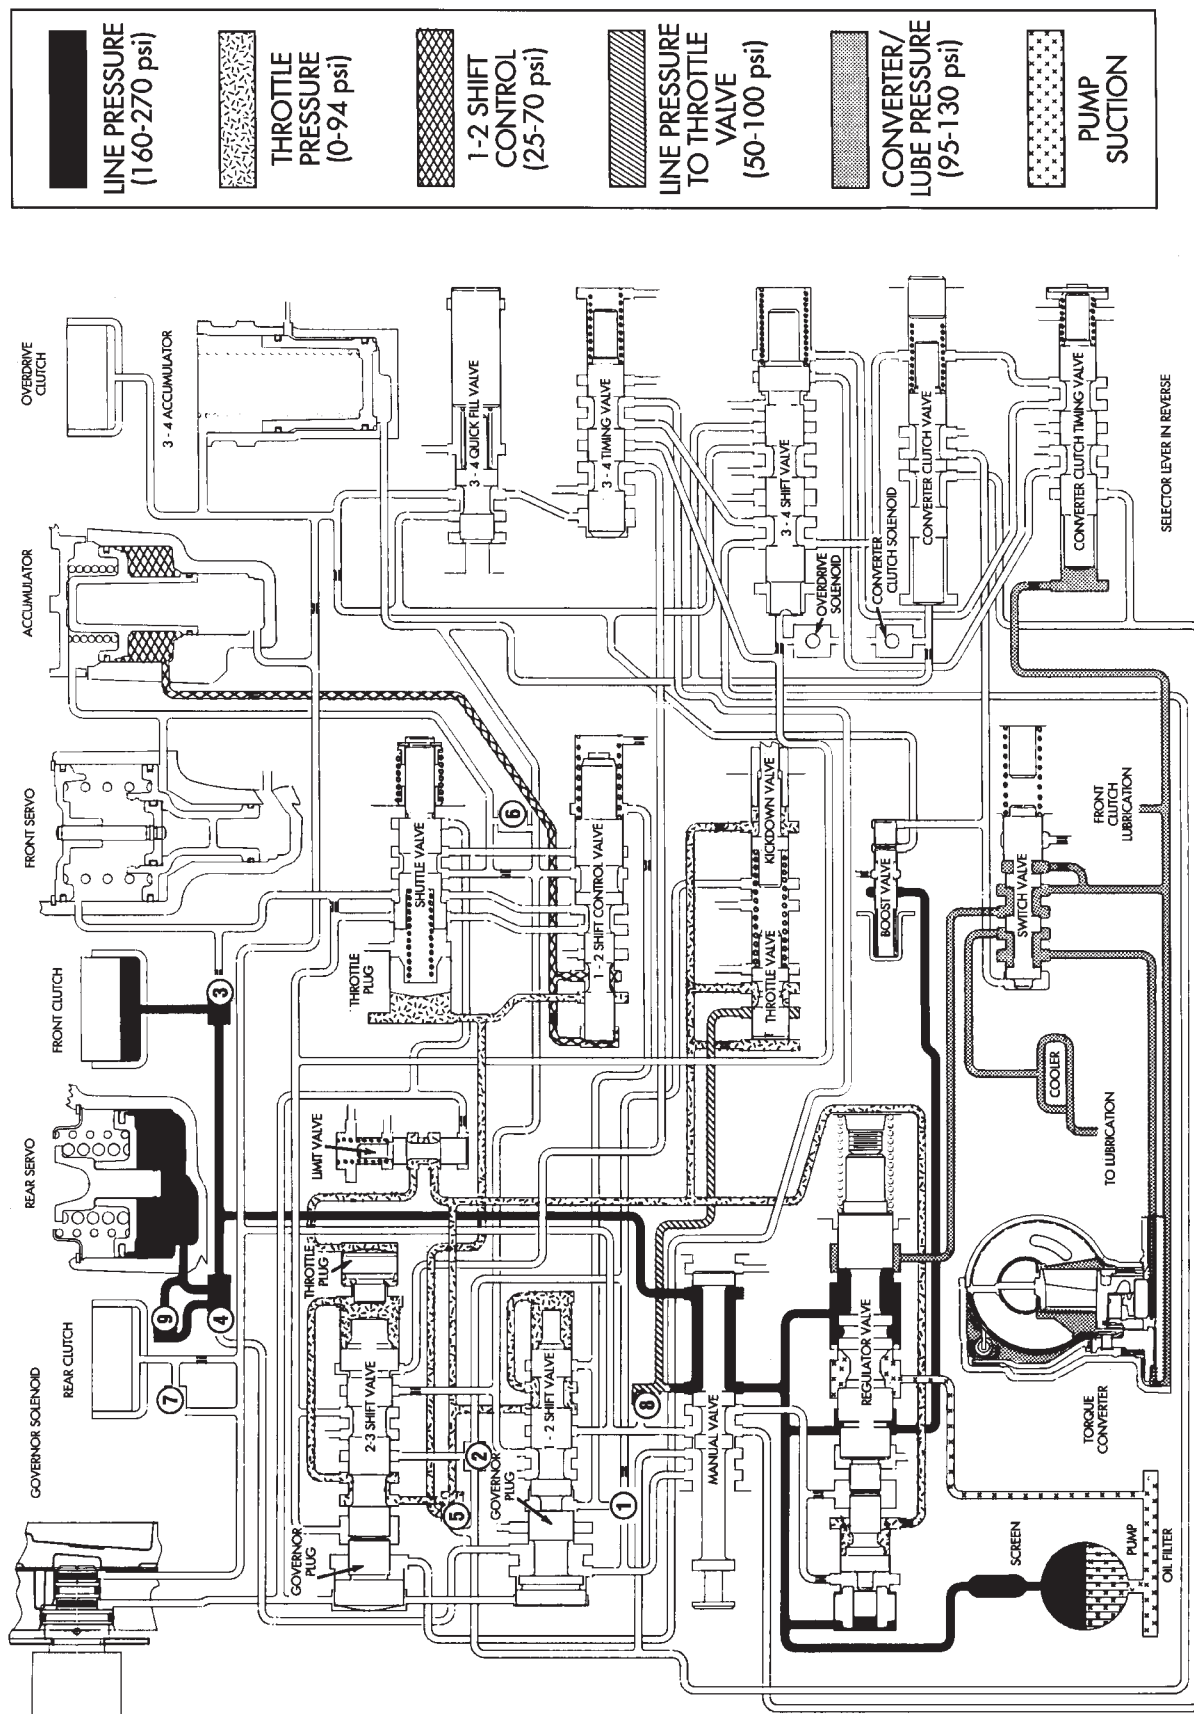 LINE PRESSURE
(160-270 psi)
THROTTLE
PRESSURE
(0-94 psi)
1-2 SHIFT
CONTROL
(25-70 psi)
LINE PRESSURE
TO THROTTLE
VALVE
(50-100 psi)
CONVERTER/
LUBE PRESSURE
(95-130 psi)
PUMP
SUCTION
GOVERNOR SOLENOID
REAR CLUTCH
REAR SERVO
FRONT CLUTCH
FRONT SERVO
ACCUMULATOR
OVERDRIVE
CLUTCH
3 - 4 ACCUMULATOR
7
9
4
3
GOVERNOR
PLUG
2-3 SHIFT VALVE
THROTTLE
PLUG
LIMIT VALVE
THROTTLE
PLUG
SHUTTLE VALVE
3 - 4 QUICK FILL VALVE
5
2
6
GOVERNOR
PLUG
1 - 2 SHIFT VALVE
1 - 2 SHIFT CONTROL VALVE
3 - 4 TIMING VALVE
1
8
MANUAL VALVE
THROTTLE VALVE
KICKDOWN VALVE
3 - 4 SHIFT VALVE
OVERDRIVE
SOLENOID
REGULATOR VALVE
BOOST VALVE
CONVERTER
CLUTCH SOLENOID
CONVERTER CLUTCH VALVE
SWITCH VALVE
CONVERTER CLUTCH TIMING VALVE
SCREEN
COOLER
TO LUBRICATION
FRONT
CLUTCH
LUBRICATION
TORQUE
CONVERTER
PUMP
OIL FILTER
SELECTOR LEVER IN REVERSE